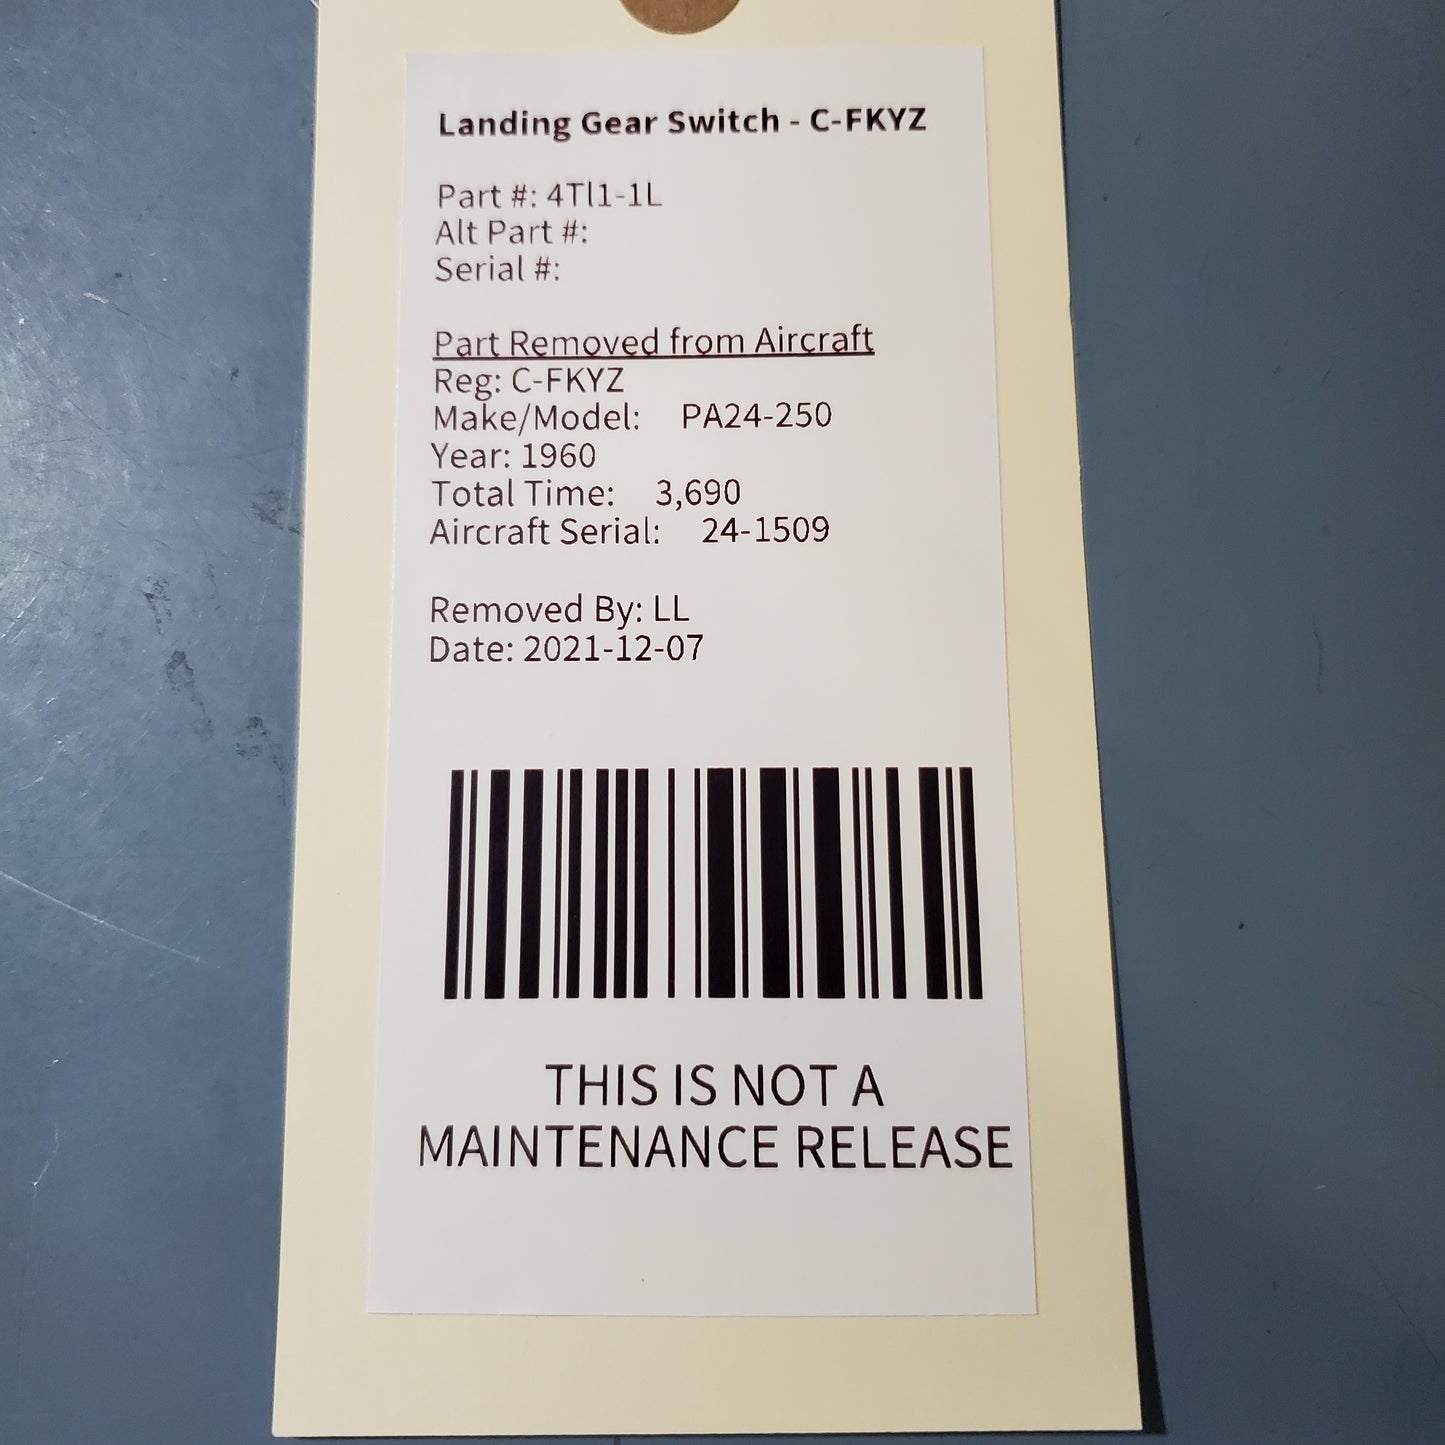 Landing Gear Switch - C-FKYZ
Part #: 4Tl1-1L
Alt Part #:
Serial #:
Part Removed from Aircraft
Reg: C-FKYZ
Make/Model: PA24-250
Year: 1960
Total Time: 3,690
Aircraft Serial: 24-1509
Removed By: LL
Date: 2021-12-07
THIS IS NOT A
MAINTENANCE RELEASE